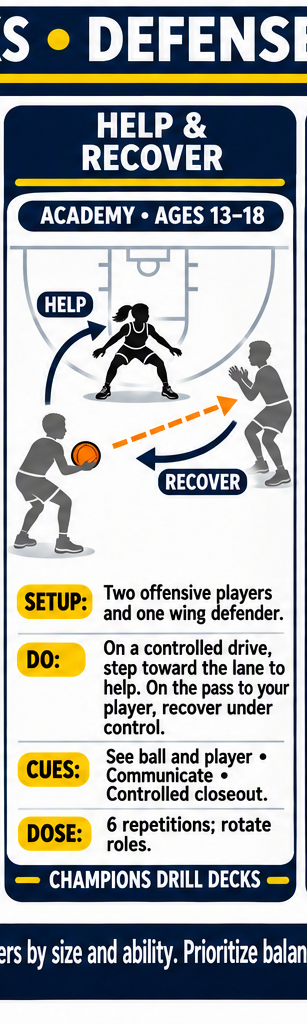 • DEFENSE
HELP &
RECOVER
ACADEMY • AGES 13–18
HELP
RECOVER
SETUP: Two offensive players
and one wing defender.
DO: On a controlled drive,
step toward the lane to
help. On the pass to your
player, recover under
control.
CUES: See ball and player •
Communicate •
Controlled closeout.
DOSE: 6 repetitions; rotate
roles.
CHAMPIONS DRILL DECKS
by size and ability. Prioritize